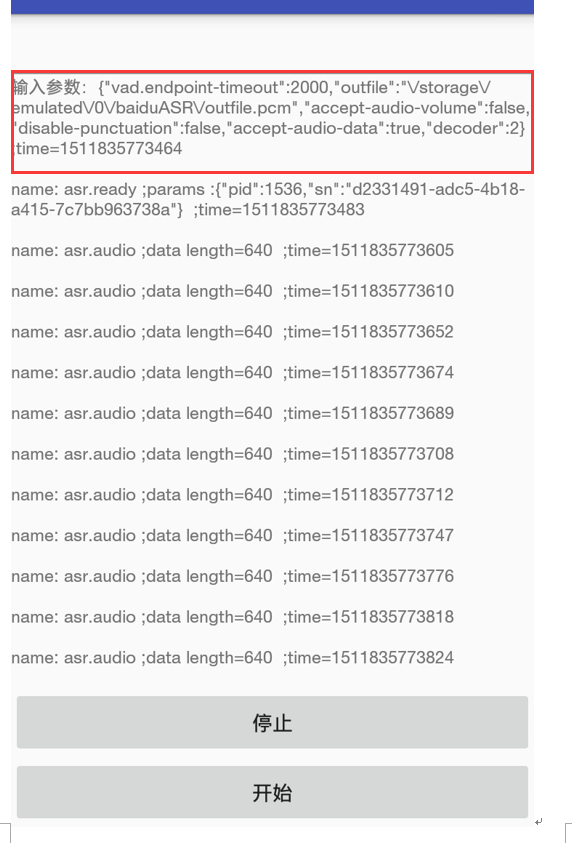 输入参数：{"vad.endpoint-timeout":2000,"outfile":"\/storage\/
emulated\/0\/baiduASR\/outfile.pcm","accept-audio-volume":false,
"disable-punctuation":false,"accept-audio-data":true,"decoder":2}
;time=1511835773464
name: asr.ready ;params :{"pid":1536,"sn":"d2331491-adc5-4b18-
a415-7c7bb963738a"}  ;time=1511835773483
name: asr.audio ;data length=640  ;time=1511835773605
name: asr.audio ;data length=640  ;time=1511835773610
name: asr.audio ;data length=640  ;time=1511835773652
name: asr.audio ;data length=640  ;time=1511835773674
name: asr.audio ;data length=640  ;time=1511835773689
name: asr.audio ;data length=640  ;time=1511835773708
name: asr.audio ;data length=640  ;time=1511835773712
name: asr.audio ;data length=640  ;time=1511835773747
name: asr.audio ;data length=640  ;time=1511835773776
name: asr.audio ;data length=640  ;time=1511835773818
name: asr.audio ;data length=640  ;time=1511835773824
停止
开始